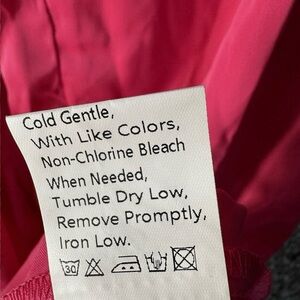 Cold Gentle,
With Like Colors,
Non-Chlorine Bleach
When Needed,
Tumble Dry Low,
Remove Promptly,
Iron Low.
30